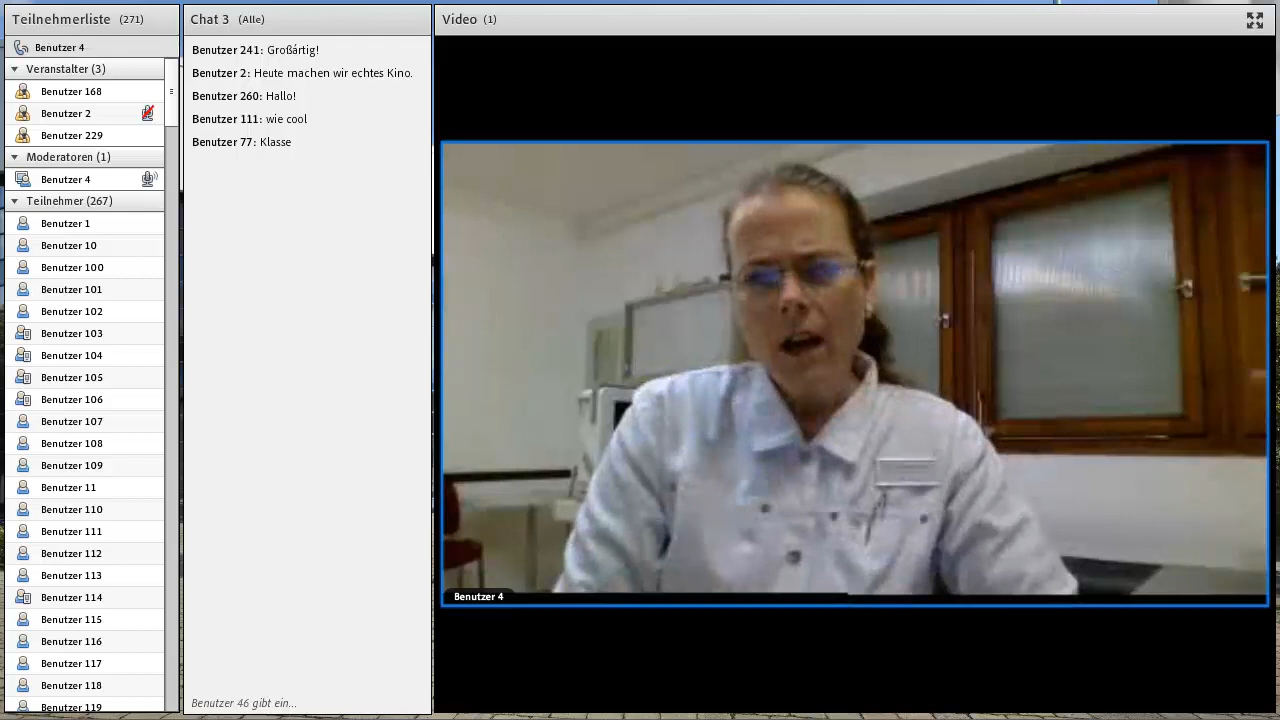 Teilnehmerliste (271)
Benutzer 4
Veranstalter (3)
Benutzer 168
Benutzer 2
Benutzer 229
Moderatoren (1)
Benutzer 4
Teilnehmer (267)
Benutzer 1
Benutzer 10
Benutzer 100
Benutzer 101
Benutzer 102
Benutzer 103
Benutzer 104
Benutzer 105
Benutzer 106
Benutzer 107
Benutzer 108
Benutzer 109
Benutzer 11
Benutzer 110
Benutzer 111
Benutzer 112
Benutzer 113
Benutzer 114
Benutzer 115
Benutzer 116
Benutzer 117
Benutzer 118
Benutzer 119
Chat 3 (Alle)
Benutzer 241: Großártig!
Benutzer 2: Heute machen wir echtes Kino.
Benutzer 260: Hallo!
Benutzer 111: wie cool
Benutzer 77: Klasse
Benutzer 46 gibt ein...
Video (1)
Benutzer 4